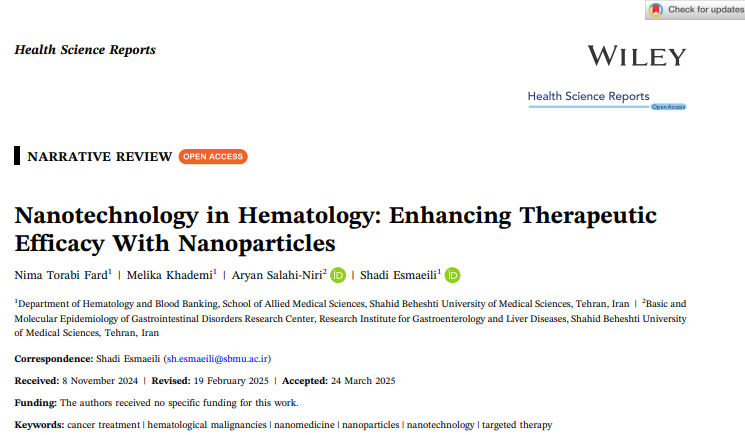 Check for updates
Health Science Reports
WILEY
Health Science Reports
Open Access
NARRATIVE REVIEW OPEN ACCESS
Nanotechnology in Hematology: Enhancing Therapeutic
Efficacy With Nanoparticles
Nima Torabi Fard1 | Melika Khademi1 | Aryan Salahi-Niri2 iD | Shadi Esmaeili1 iD
1Department of Hematology and Blood Banking, School of Allied Medical Sciences, Shahid Beheshti University of Medical Sciences, Tehran, Iran | 2Basic and
Molecular Epidemiology of Gastrointestinal Disorders Research Center, Research Institute for Gastroenterology and Liver Diseases, Shahid Beheshti University
of Medical Sciences, Tehran, Iran
Correspondence: Shadi Esmaeili (sh.esmaeili@sbmu.ac.ir)
Received: 8 November 2024 | Revised: 19 February 2025 | Accepted: 24 March 2025
Funding: The authors received no specific funding for this work.
Keywords: cancer treatment | hematological malignancies | nanomedicine | nanoparticles | nanotechnology | targeted therapy